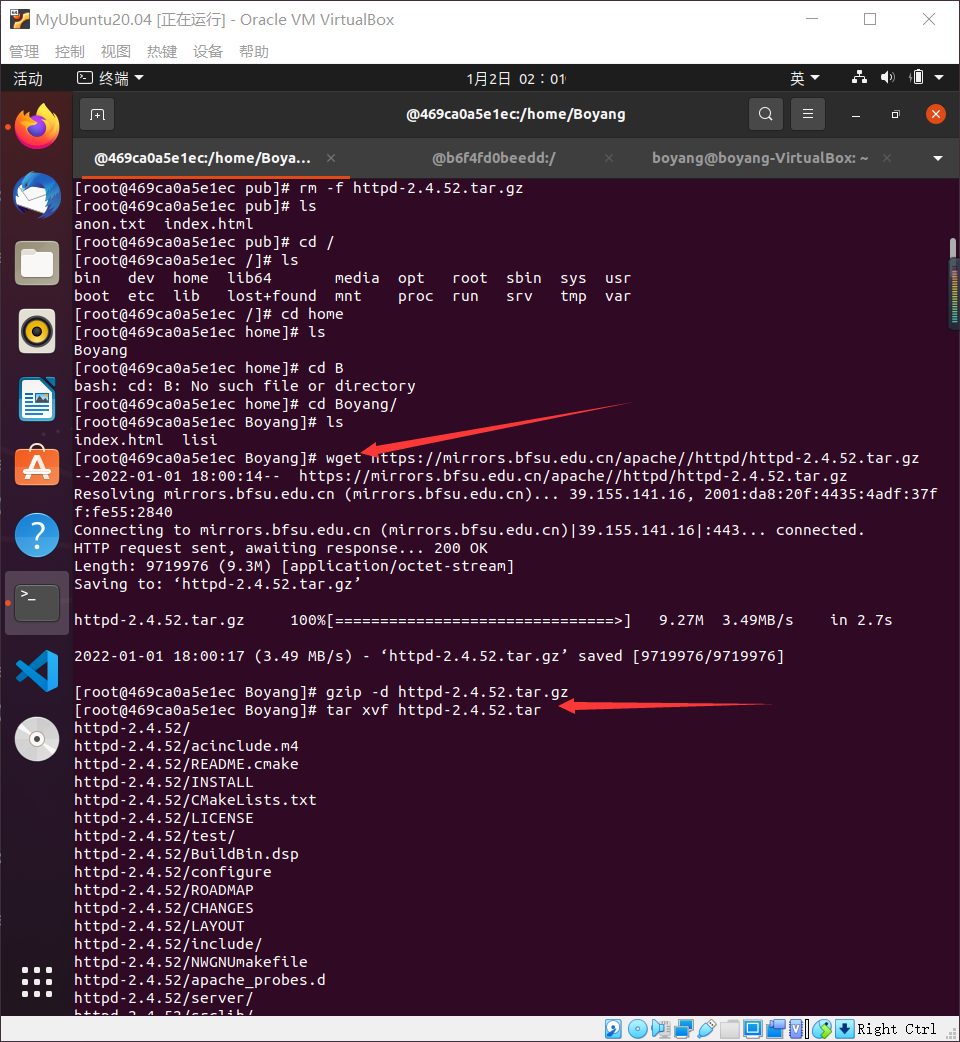 MyUbuntu20.04 [正在运行] - Oracle VM VirtualBox
管理 控制 视图 热键 设备 帮助
活动 终端 1月2日 02：01 英
@469ca0a5e1ec:/home/Boyang
@469ca0a5e1ec:/home/Boya... @b6f4fd0beedd:/ boyang@boyang-VirtualBox: ~
[root@469ca0a5e1ec pub]# rm -f httpd-2.4.52.tar.gz
[root@469ca0a5e1ec pub]# ls
anon.txt  index.html
[root@469ca0a5e1ec pub]# cd /
[root@469ca0a5e1ec /]# ls
bin   dev  home  lib64       media  opt   root  sbin  sys  usr
boot  etc  lib   lost+found  mnt    proc  run   srv   tmp  var
[root@469ca0a5e1ec /]# cd home
[root@469ca0a5e1ec home]# ls
Boyang
[root@469ca0a5e1ec home]# cd B
bash: cd: B: No such file or directory
[root@469ca0a5e1ec home]# cd Boyang/
[root@469ca0a5e1ec Boyang]# ls
index.html  lisi
[root@469ca0a5e1ec Boyang]# wget https://mirrors.bfsu.edu.cn/apache//httpd/httpd-2.4.52.tar.gz
--2022-01-01 18:00:14--  https://mirrors.bfsu.edu.cn/apache//httpd/httpd-2.4.52.tar.gz
Resolving mirrors.bfsu.edu.cn (mirrors.bfsu.edu.cn)... 39.155.141.16, 2001:da8:20f:4435:4adf:37f
f:fe55:2840
Connecting to mirrors.bfsu.edu.cn (mirrors.bfsu.edu.cn)|39.155.141.16|:443... connected.
HTTP request sent, awaiting response... 200 OK
Length: 9719976 (9.3M) [application/octet-stream]
Saving to: ‘httpd-2.4.52.tar.gz’
httpd-2.4.52.tar.gz     100%[===============================>]   9.27M  3.49MB/s    in 2.7s
2022-01-01 18:00:17 (3.49 MB/s) - ‘httpd-2.4.52.tar.gz’ saved [9719976/9719976]
[root@469ca0a5e1ec Boyang]# gzip -d httpd-2.4.52.tar.gz
[root@469ca0a5e1ec Boyang]# tar xvf httpd-2.4.52.tar
httpd-2.4.52/
httpd-2.4.52/acinclude.m4
httpd-2.4.52/README.cmake
httpd-2.4.52/INSTALL
httpd-2.4.52/CMakeLists.txt
httpd-2.4.52/LICENSE
httpd-2.4.52/test/
httpd-2.4.52/BuildBin.dsp
httpd-2.4.52/configure
httpd-2.4.52/ROADMAP
httpd-2.4.52/CHANGES
httpd-2.4.52/LAYOUT
httpd-2.4.52/include/
httpd-2.4.52/NWGNUmakefile
httpd-2.4.52/apache_probes.d
httpd-2.4.52/server/
httpd-2.4.52/srclib/
Right Ctrl